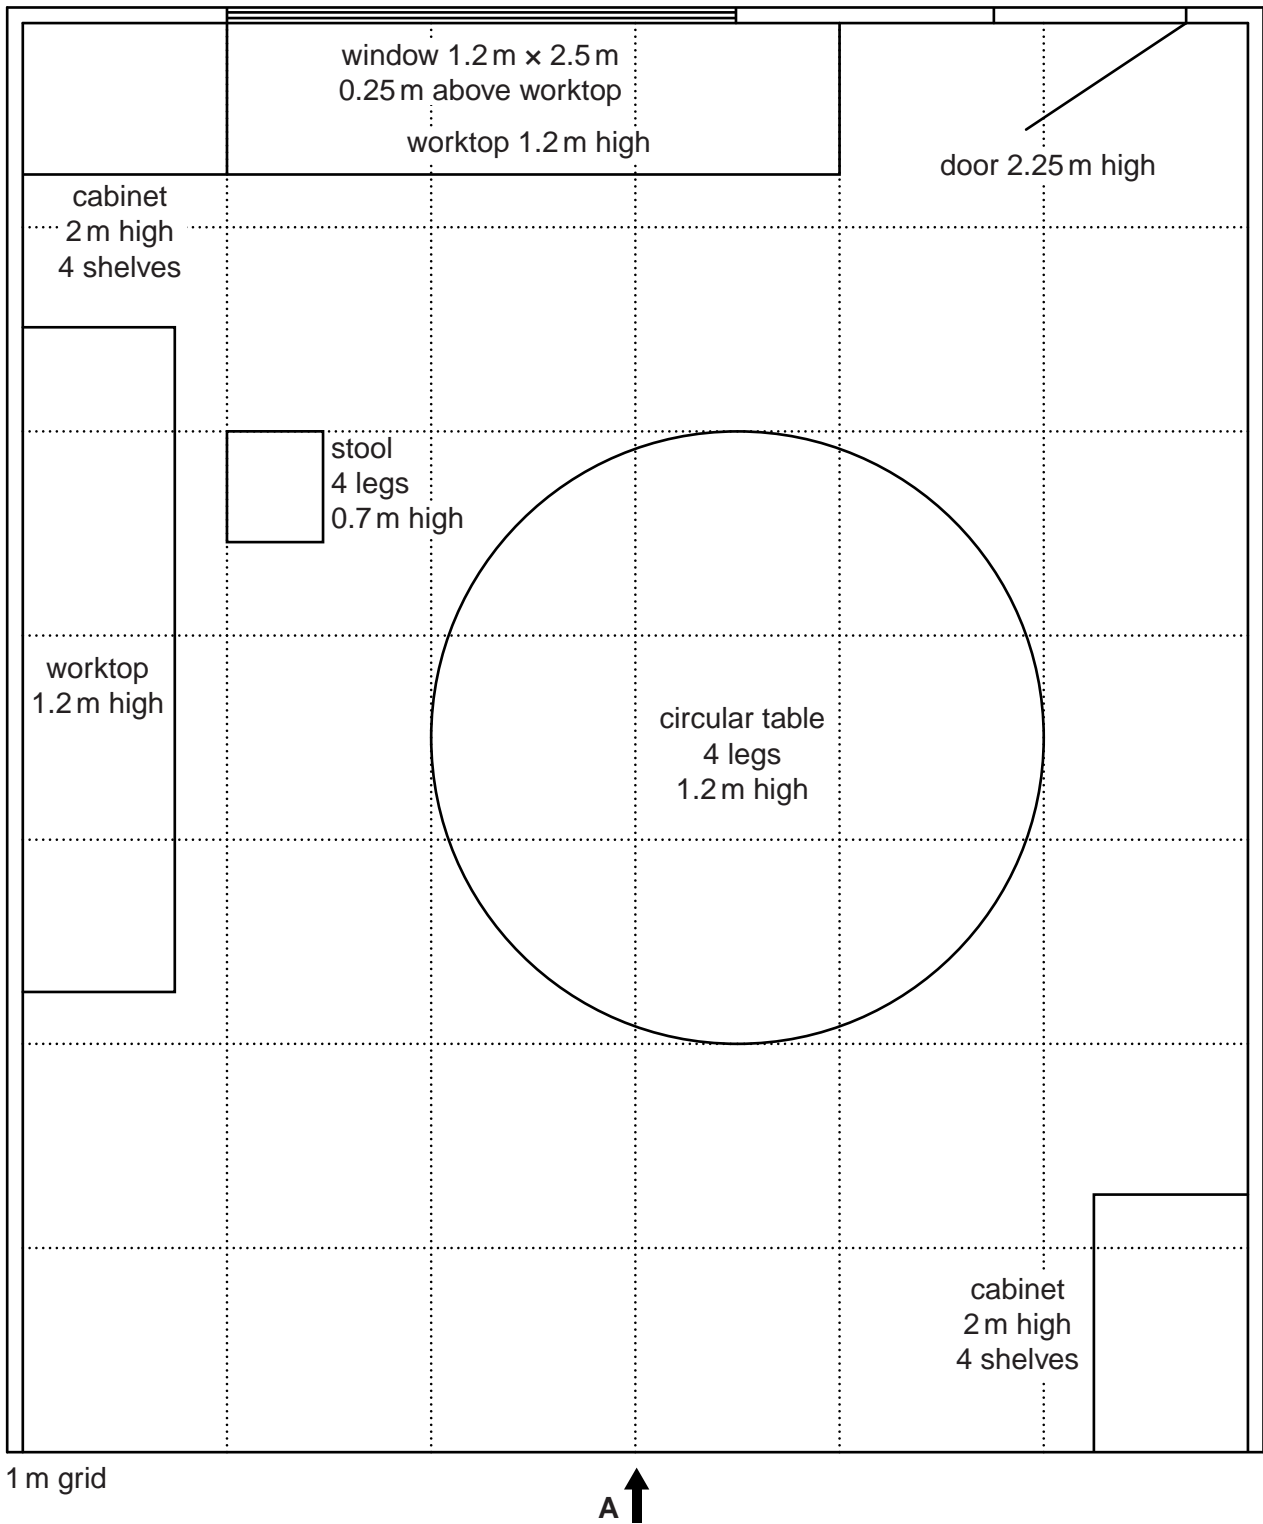 window 1.2 m × 2.5 m
0.25 m above worktop
worktop 1.2 m high
door 2.25 m high
cabinet
2 m high
4 shelves
stool
4 legs
0.7 m high
worktop
1.2 m high
circular table
4 legs
1.2 m high
cabinet
2 m high
4 shelves
1 m grid
A